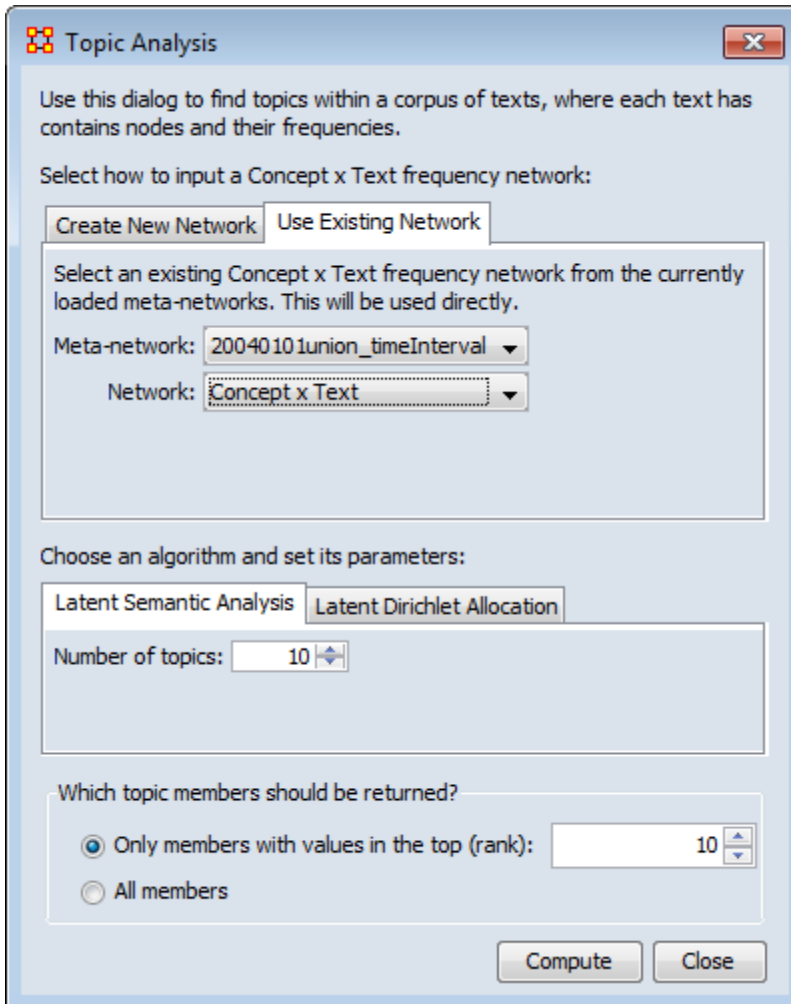 Topic Analysis
Use this dialog to find topics within a corpus of texts, where each text has
contains nodes and their frequencies.
Select how to input a Concept x Text frequency network:
Create New Network Use Existing Network
Select an existing Concept x Text frequency network from the currently
loaded meta-networks. This will be used directly.
Meta-network: 20040101union_timeInterval
Network: Concept x Text
Choose an algorithm and set its parameters:
Latent Semantic Analysis Latent Dirichlet Allocation
Number of topics: 10
Which topic members should be returned?
Only members with values in the top (rank): 10
All members
Compute Close